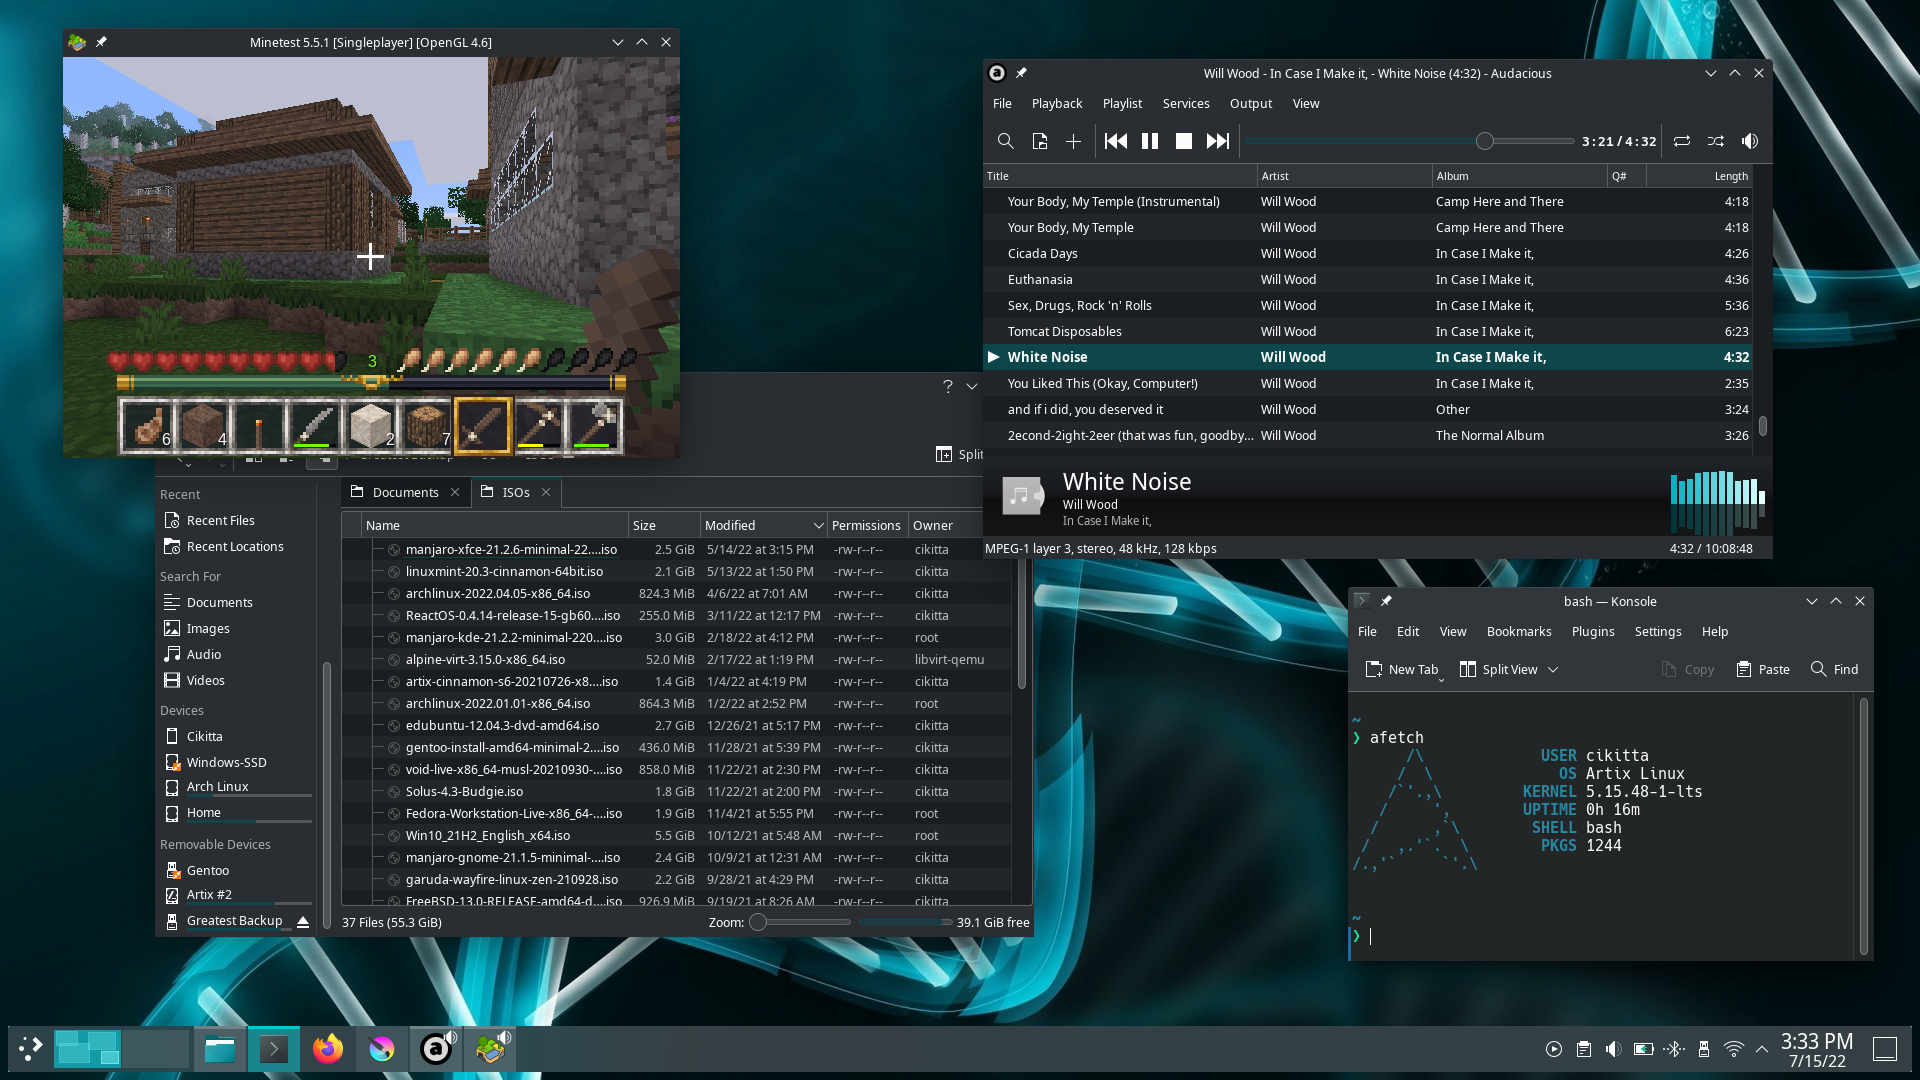 Minetest 5.5.1 [Singleplayer] [OpenGL 4.6]
3
6
4
2
7
Will Wood - In Case I Make it, - White Noise (4:32) - Audacious
File Playback Playlist Services Output View
3:21 / 4:32
Title Artist Album Q# Length
Your Body, My Temple (Instrumental) Will Wood Camp Here and There 4:18
Your Body, My Temple Will Wood Camp Here and There 4:18
Cicada Days Will Wood In Case I Make it, 4:26
Euthanasia Will Wood In Case I Make it, 4:36
Sex, Drugs, Rock 'n' Rolls Will Wood In Case I Make it, 5:36
Tomcat Disposables Will Wood In Case I Make it, 6:23
White Noise Will Wood In Case I Make it, 4:32
You Liked This (Okay, Computer!) Will Wood In Case I Make it, 2:35
and if i did, you deserved it Will Wood Other 3:24
2econd-2ight-2eer (that was fun, goodby... Will Wood The Normal Album 3:26
White Noise
Will Wood
In Case I Make it,
MPEG-1 layer 3, stereo, 48 kHz, 128 kbps 4:32 / 10:08:48
Split
Recent
Recent Files
Recent Locations
Search For
Documents
Images
Audio
Videos
Devices
Cikitta
Windows-SSD
Arch Linux
Home
Removable Devices
Gentoo
Artix #2
Greatest Backup
Documents ISOs
Name Size Modified Permissions Owner
manjaro-xfce-21.2.6-minimal-22....iso 2.5 GiB 5/14/22 at 3:15 PM -rw-r--r-- cikitta
linuxmint-20.3-cinnamon-64bit.iso 2.1 GiB 5/13/22 at 1:50 PM -rw-r--r-- cikitta
archlinux-2022.04.05-x86_64.iso 824.3 MiB 4/6/22 at 7:01 AM -rw-r--r-- cikitta
ReactOS-0.4.14-release-15-gb60....iso 255.0 MiB 3/11/22 at 12:17 PM -rw-r--r-- cikitta
manjaro-kde-21.2.2-minimal-220....iso 3.0 GiB 2/18/22 at 4:12 PM -rw-r--r-- root
alpine-virt-3.15.0-x86_64.iso 52.0 MiB 2/17/22 at 1:19 PM -rw-r--r-- libvirt-qemu
artix-cinnamon-s6-20210726-x8....iso 1.4 GiB 1/4/22 at 4:19 PM -rw-r--r-- cikitta
archlinux-2022.01.01-x86_64.iso 864.3 MiB 1/2/22 at 2:52 PM -rw-r--r-- root
edubuntu-12.04.3-dvd-amd64.iso 2.7 GiB 12/26/21 at 5:17 PM -rw-r--r-- cikitta
gentoo-install-amd64-minimal-2....iso 436.0 MiB 11/28/21 at 5:39 PM -rw-r--r-- cikitta
void-live-x86_64-musl-20210930-....iso 858.0 MiB 11/22/21 at 2:30 PM -rw-r--r-- cikitta
Solus-4.3-Budgie.iso 1.8 GiB 11/22/21 at 2:00 PM -rw-r--r-- cikitta
Fedora-Workstation-Live-x86_64-....iso 1.9 GiB 11/4/21 at 5:55 PM -rw-r--r-- root
Win10_21H2_English_x64.iso 5.5 GiB 10/12/21 at 5:48 AM -rw-r--r-- root
manjaro-gnome-21.1.5-minimal-....iso 2.4 GiB 10/9/21 at 12:31 AM -rw-r--r-- cikitta
garuda-wayfire-linux-zen-210928.iso 2.2 GiB 9/28/21 at 4:29 PM -rw-r--r-- cikitta
FreeBSD-13.0-RELEASE-amd64-d....iso 926.9 MiB 9/19/21 at 8:26 AM -rw-r--r-- cikitta
37 Files (55.3 GiB) Zoom: 39.1 GiB free
bash — Konsole
File Edit View Bookmarks Plugins Settings Help
New Tab Split View Copy Paste Find
~
❯ afetch
USER cikitta
OS Artix Linux
KERNEL 5.15.48-1-lts
UPTIME 0h 16m
SHELL bash
PKGS 1244
~
❯
3:33 PM
7/15/22